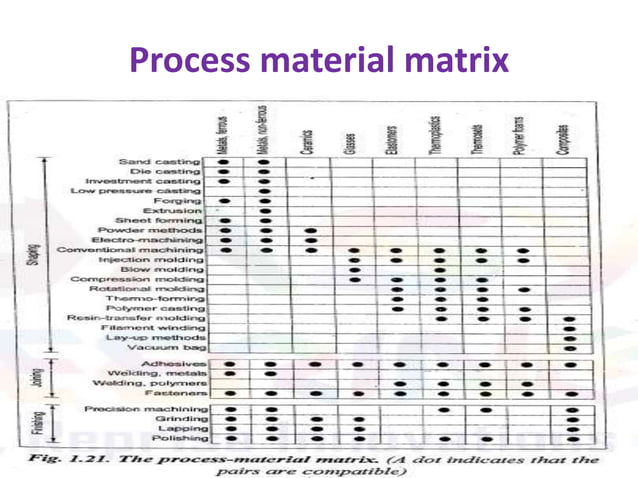 Process material matrix
Metals, ferrous
Metals, non-ferrous
Ceramics
Glasses
Elastomers
Thermoplastics
Thermosets
Polymer foams
Composites
Shaping
Sand casting
Die casting
Investment casting
Low pressure casting
Forging
Extrusion
Sheet forming
Powder methods
Electro-machining
Conventional machining
Injection molding
Blow molding
Compression molding
Rotational molding
Thermo-forming
Polymer casting
Resin-transfer molding
Filament winding
Lay-up methods
Vacuum bag
Joining
Adhesives
Welding, metals
Welding, polymers
Fasteners
Finishing
Precision machining
Grinding
Lapping
Polishing
Fig. 1.21. The process-material matrix. (A dot indicates that the
pairs are compatible)